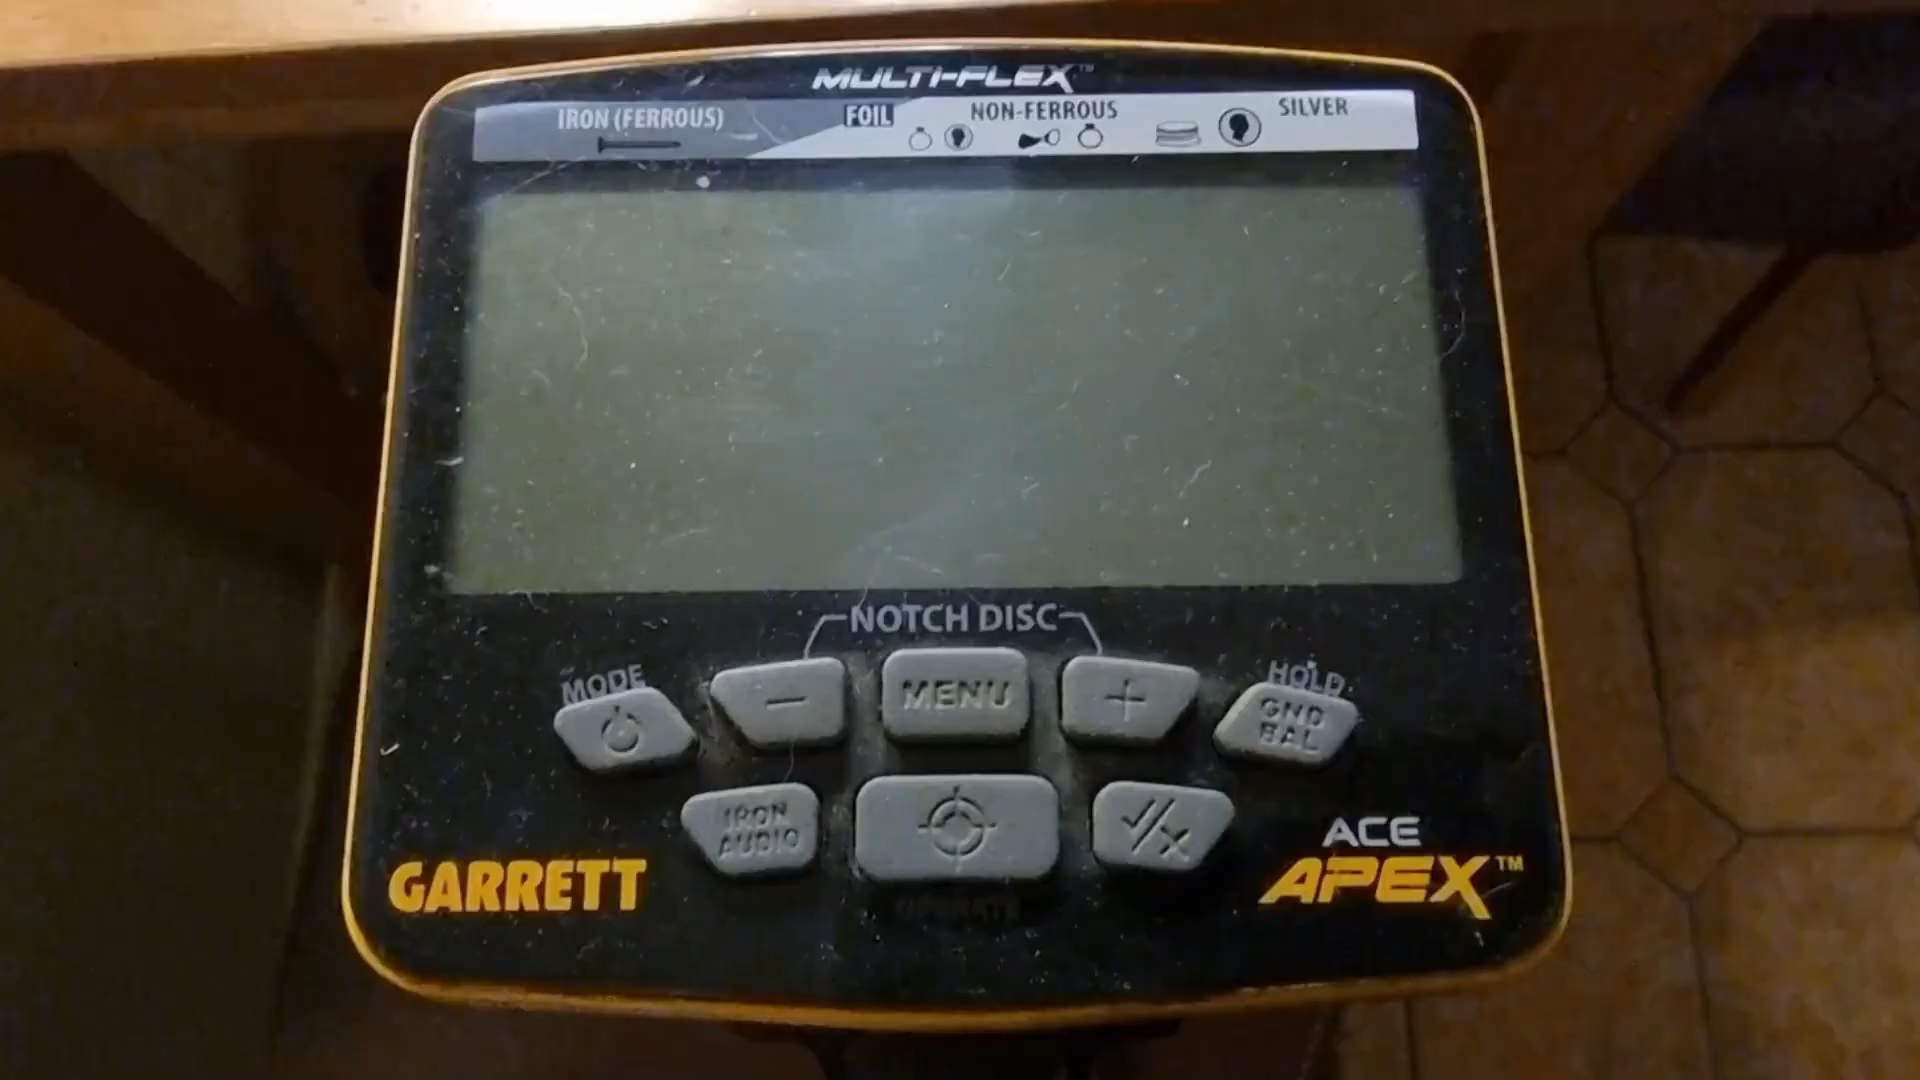 MULTI-FLEX™
IRON (FERROUS) FOIL NON-FERROUS SILVER
NOTCH DISC
MODE HOLD
− MENU + GND BAL
IRON AUDIO
OPERATE
GARRETT
ACE
APEX™